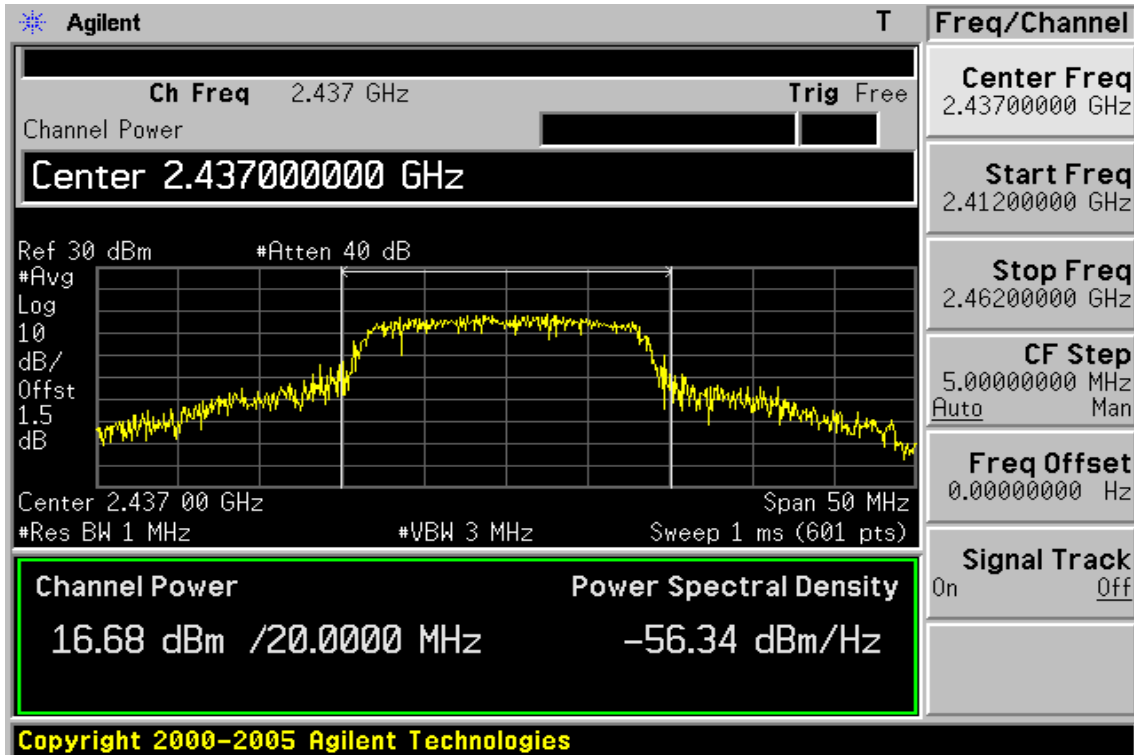 Agilent T
Ch Freq 2.437 GHz Trig Free
Channel Power
Center 2.437000000 GHz
Ref 30 dBm #Atten 40 dB
#Avg
Log
10
dB/
Offst
1.5
dB
Center 2.437 00 GHz Span 50 MHz
#Res BW 1 MHz #VBW 3 MHz Sweep 1 ms (601 pts)
Channel Power Power Spectral Density
16.68 dBm /20.0000 MHz -56.34 dBm/Hz
Copyright 2000-2005 Agilent Technologies
Freq/Channel
Center Freq
2.43700000 GHz
Start Freq
2.41200000 GHz
Stop Freq
2.46200000 GHz
CF Step
5.00000000 MHz
Auto Man
Freq Offset
0.00000000 Hz
Signal Track
On Off